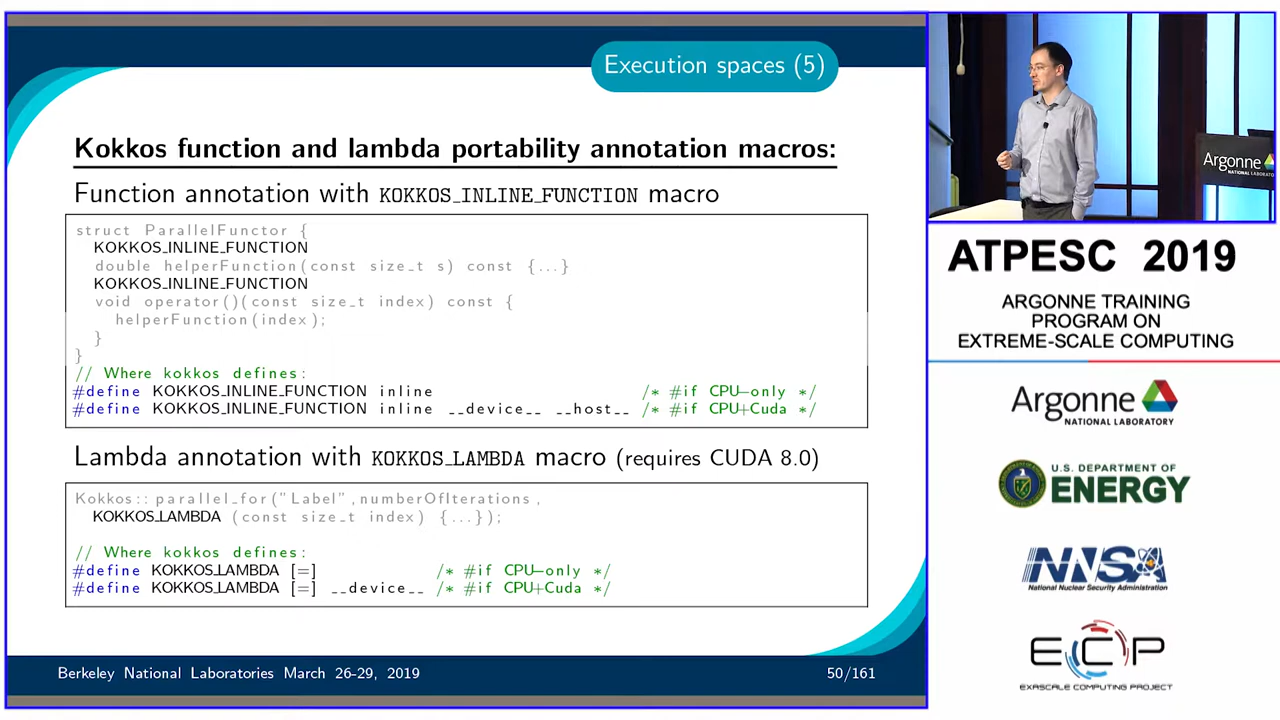 Execution spaces (5)
Kokkos function and lambda portability annotation macros:
Function annotation with KOKKOS_INLINE_FUNCTION macro
struct ParallelFunctor {
KOKKOS_INLINE_FUNCTION
double helperFunction(const size_t s) const {...}
KOKKOS_INLINE_FUNCTION
void operator()(const size_t index) const {
helperFunction(index);
}
}
// Where kokkos defines:
#define KOKKOS_INLINE_FUNCTION inline /* #if CPU-only */
#define KOKKOS_INLINE_FUNCTION inline __device__ __host__ /* #if CPU+Cuda */
Lambda annotation with KOKKOS_LAMBDA macro (requires CUDA 8.0)
Kokkos::parallel_for("Label",numberOfIterations,
KOKKOS_LAMBDA (const size_t index) {...});
// Where kokkos defines:
#define KOKKOS_LAMBDA [=] /* #if CPU-only */
#define KOKKOS_LAMBDA [=] __device__ /* #if CPU+Cuda */
Berkeley National Laboratories March 26-29, 2019
50/161
Argonne
NATIONAL LABORATORY
ATPESC 2019
ARGONNE TRAINING
PROGRAM ON
EXTREME-SCALE COMPUTING
Argonne
NATIONAL LABORATORY
U.S. DEPARTMENT OF
ENERGY
NNSA
National Nuclear Security Administration
ECP
EXASCALE COMPUTING PROJECT